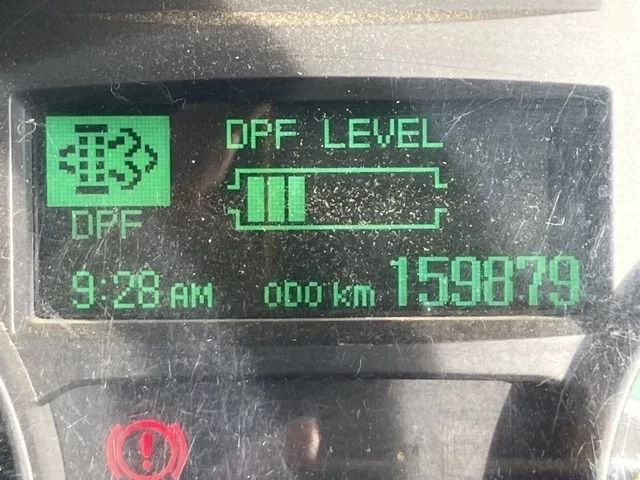 DPF LEVEL
DPF
9:28 AM ODO km 159879
!